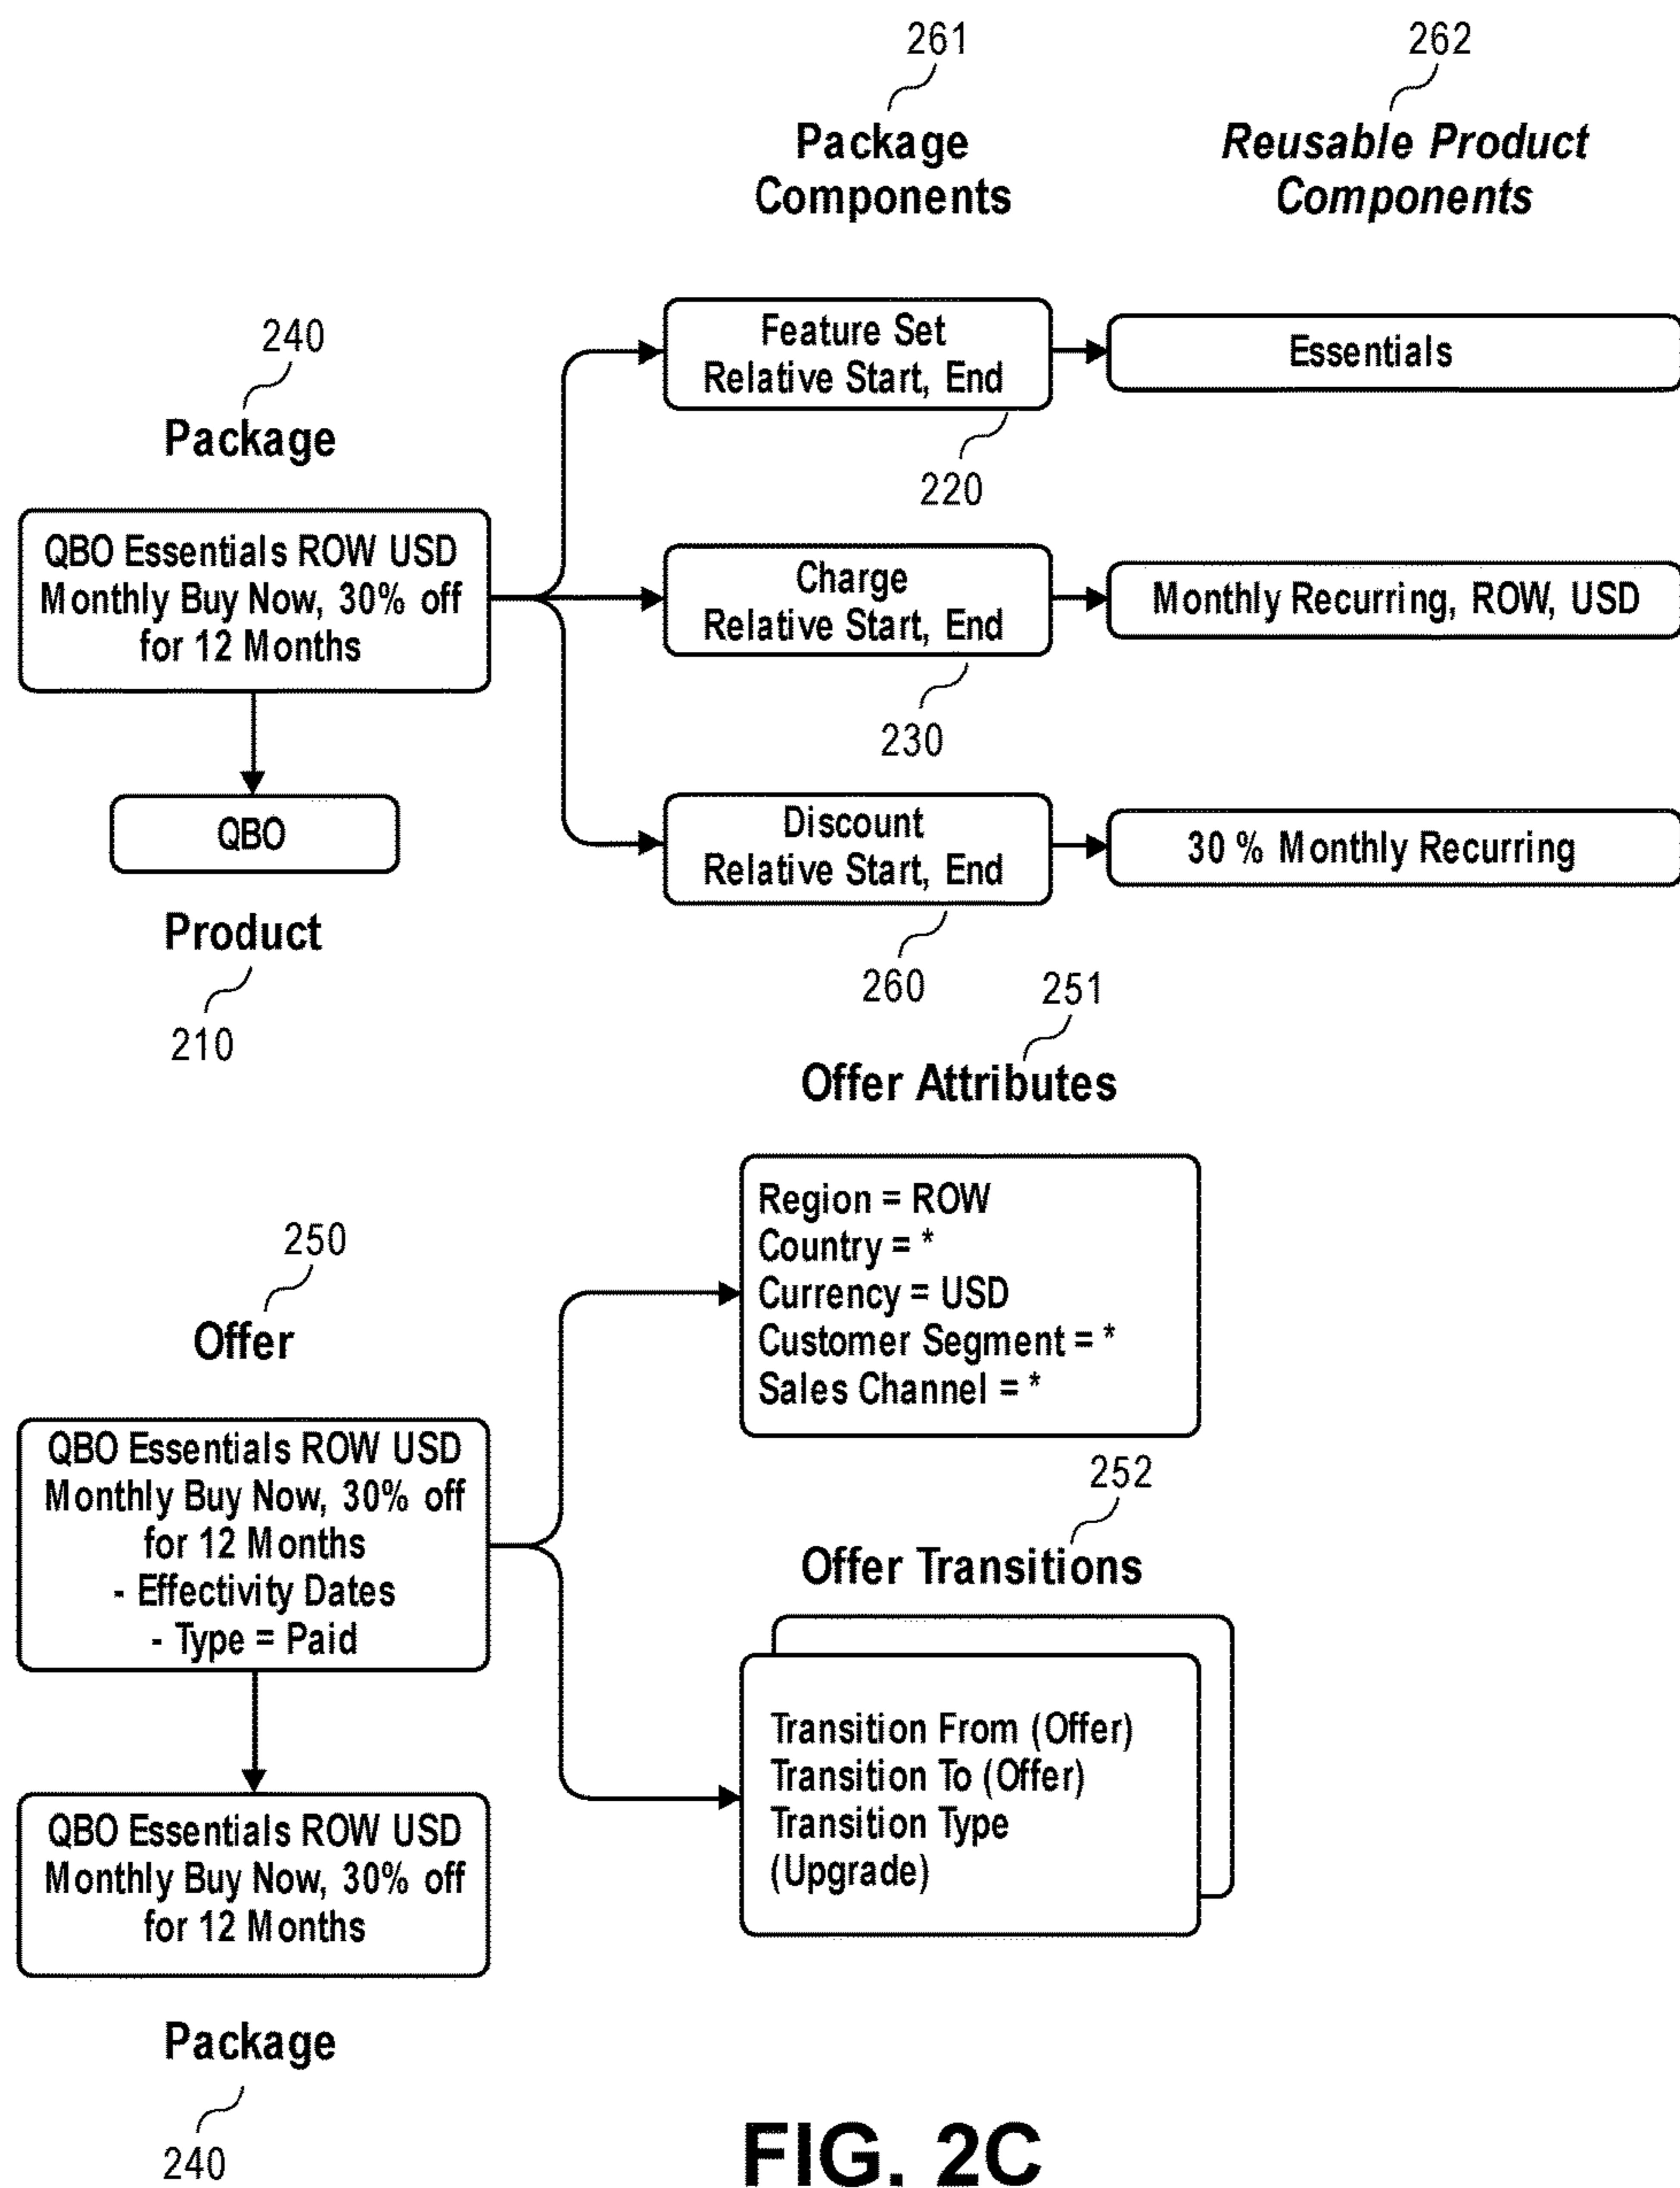 261
262
Package
Components
Reusable Product
Components
240
Package
Feature Set
Relative Start, End
Essentials
220
QBO Essentials ROW USD
Monthly Buy Now, 30% off
for 12 Months
Charge
Relative Start, End
Monthly Recurring, ROW, USD
230
QBO
Discount
Relative Start, End
30 % Monthly Recurring
Product
210
260
251
Offer Attributes
Region = ROW
Country = *
Currency = USD
Customer Segment = *
Sales Channel = *
250
Offer
QBO Essentials ROW USD
Monthly Buy Now, 30% off
for 12 Months
- Effectivity Dates
- Type = Paid
252
Offer Transitions
Transition From (Offer)
Transition To (Offer)
Transition Type
(Upgrade)
QBO Essentials ROW USD
Monthly Buy Now, 30% off
for 12 Months
Package
240
FIG. 2C